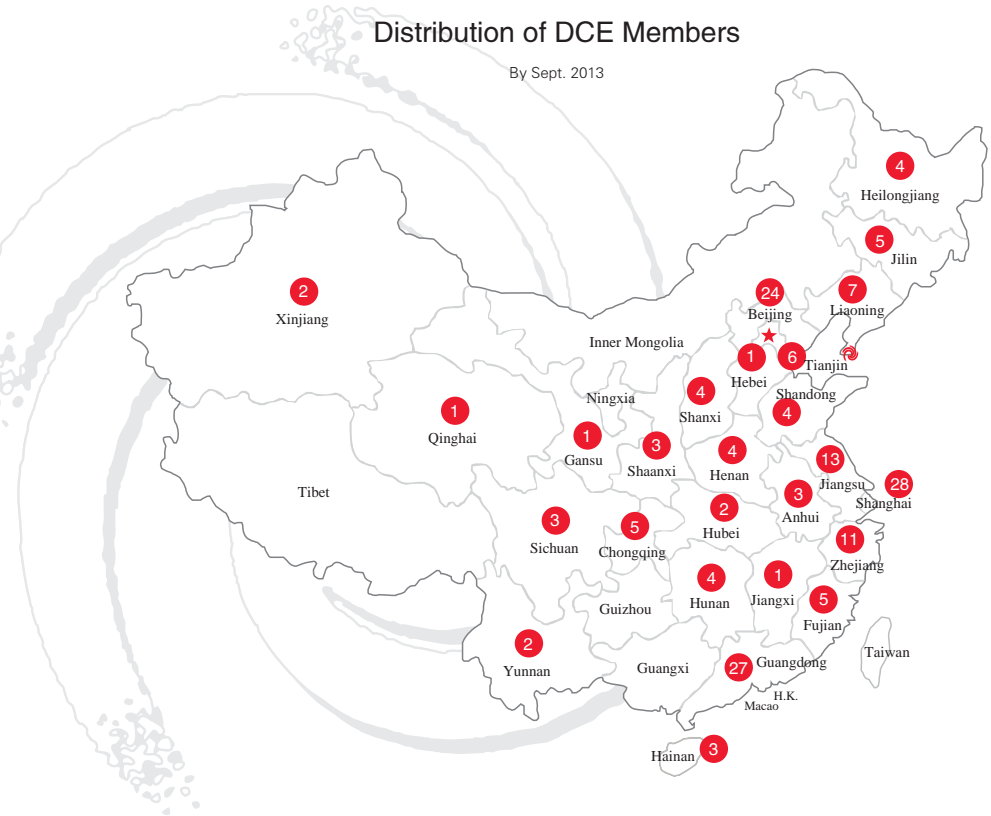 Distribution of DCE Members
By Sept. 2013
4
Heilongjiang
5
Jilin
2
Xinjiang
24
Beijing
7
Liaoning
Inner Mongolia
1
Hebei
6
Tianjin
Ningxia
4
Shanxi
Shandong
4
1
Qinghai
1
Gansu
3
Shaanxi
4
Henan
13
Jiangsu
28
Shanghai
Tibet
3
Anhui
3
Sichuan
5
Chongqing
2
Hubei
11
Zhejiang
4
Hunan
1
Jiangxi
5
Fujian
Guizhou
2
Yunnan
Guangxi
27
Guangdong
Taiwan
H.K.
Macao
Hainan
3